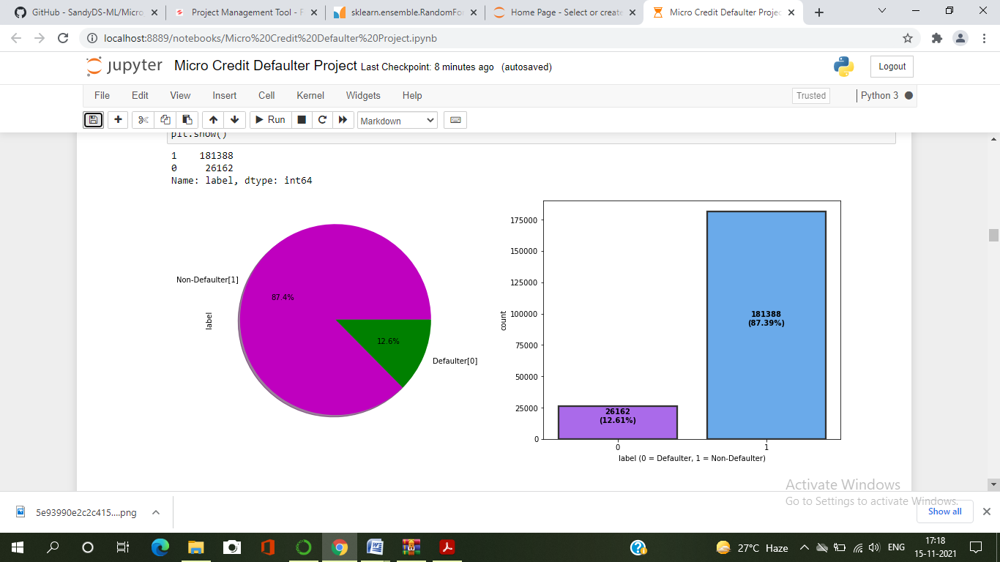 GitHub - SandyDS-ML/Micro
Project Management Tool - F
sklearn.ensemble.RandomFo
Home Page - Select or create
Micro Credit Defaulter Projec
localhost:8889/notebooks/Micro%20Credit%20Defaulter%20Project.ipynb
jupyter Micro Credit Defaulter Project Last Checkpoint: 8 minutes ago (autosaved)
Logout
File Edit View Insert Cell Kernel Widgets Help
Trusted
Python 3
Run
Markdown
plt.show()
1 181388
0 26162
Name: label, dtype: int64
Non-Defaulter[1]
87.4%
label
12.6%
Defaulter[0]
175000
150000
125000
100000
75000
50000
25000
0
count
181388
(87.39%)
26162
(12.61%)
0 1
label (0 = Defaulter, 1 = Non-Defaulter)
Activate Windows
Go to Settings to activate Windows.
5e93990e2c2c415....png
Show all
27°C Haze
ENG
17:18
15-11-2021